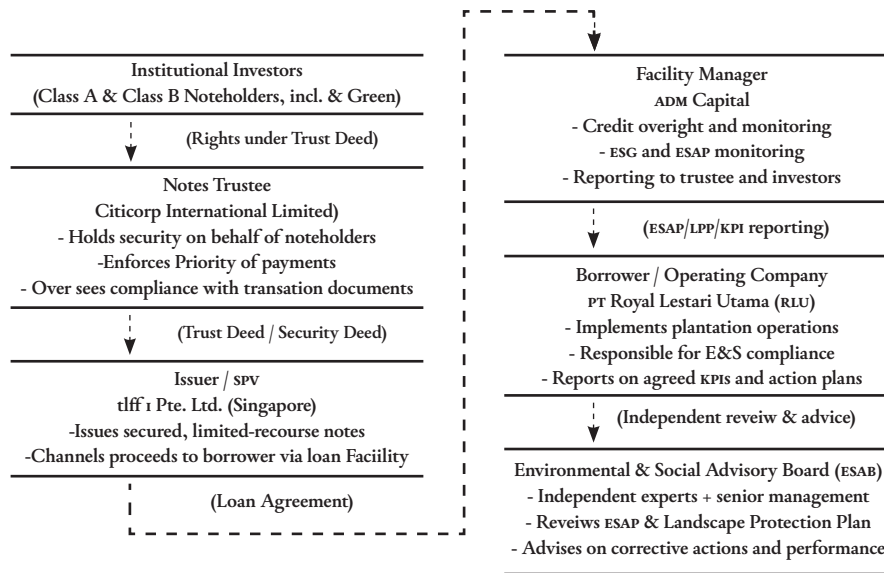 Institutional Investors
(Class A & Class B Noteholders, incl. & Green)
(Rights under Trust Deed)
Notes Trustee
Citicorp International Limited)
- Holds security on behalf of noteholders
-Enforces Priority of payments
- Over sees compliance with transation documents
(Trust Deed / Security Deed)
Issuer / SPV
tlff I Pte. Ltd. (Singapore)
-Issues secured, limited-recourse notes
-Channels proceeds to borrower via loan Faciility
(Loan Agreement)
Facility Manager
ADM Capital
- Credit overight and monitoring
- ESG and ESAP monitoring
- Reporting to trustee and investors
(ESAP/LPP/KPI reporting)
Borrower / Operating Company
PT Royal Lestari Utama (RLU)
- Implements plantation operations
- Responsible for E&S compliance
- Reports on agreed KPIs and action plans
(Independent reveiw & advice)
Environmental & Social Advisory Board (ESAB)
- Independent experts + senior management
- Reveiws ESAP & Landscape Protection Plan
- Advises on corrective actions and performance